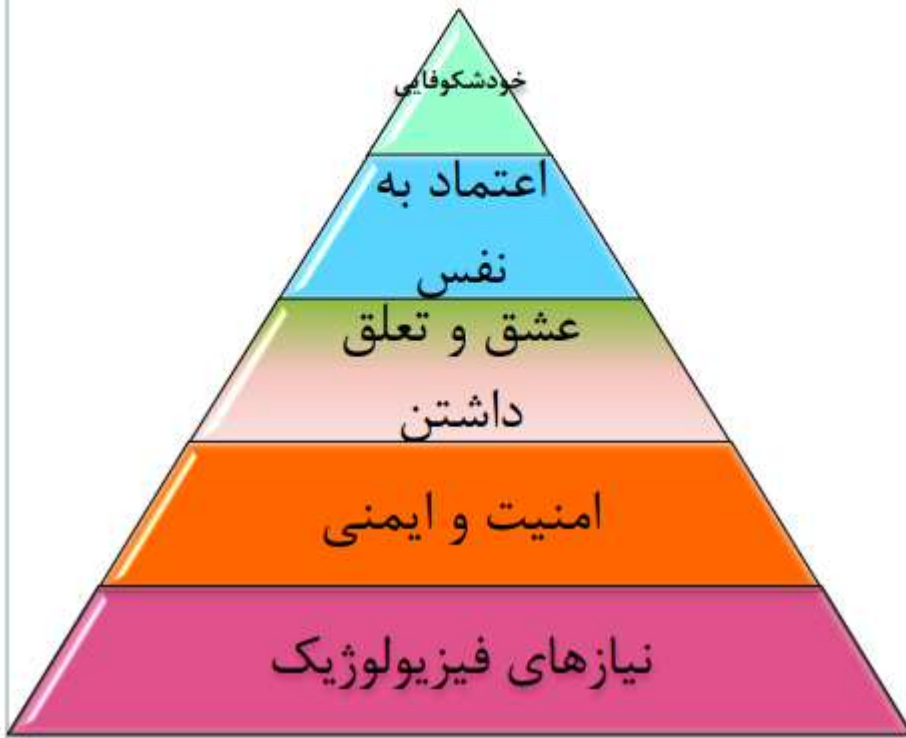 خودشکوفایی
اعتماد به
نفس
عشق و تعلق
داشتن
امنیت و ایمنی
نیازهای فیزیولوژیک